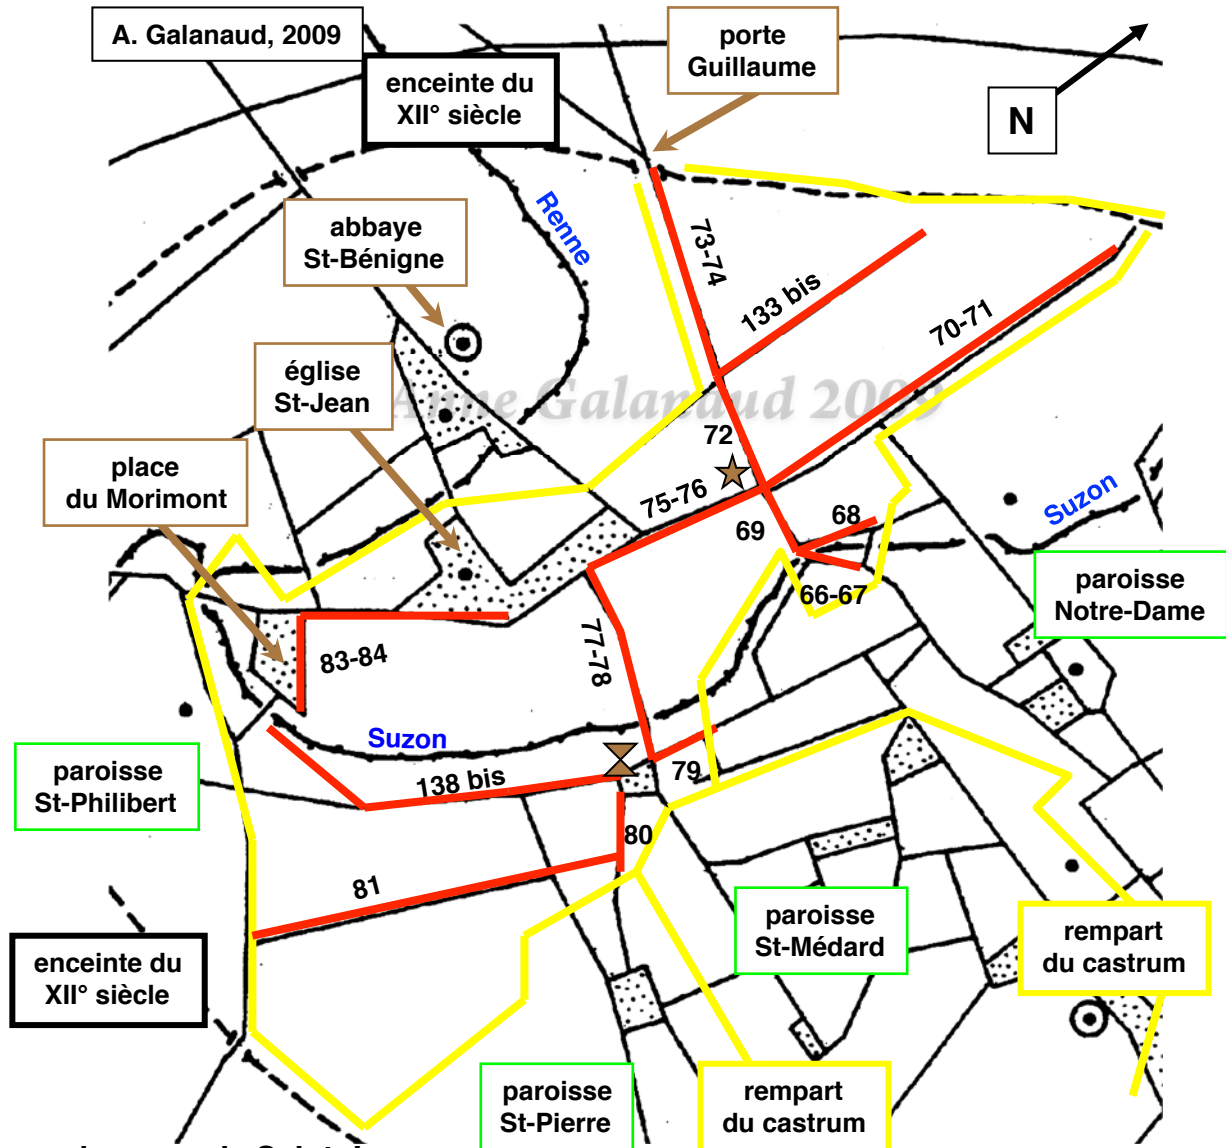 A. Galanaud, 2009
porte
Guillaume
enceinte du
XII° siècle
N
Renne
abbaye
St-Bénigne
73-74
133 bis
70-71
église
St-Jean
Anne Galanaud 2009
72
place
du Morimont
75-76
69
68
Suzon
66-67
paroisse
Notre-Dame
77-78
83-84
Suzon
paroisse
St-Philibert
138 bis
79
80
81
paroisse
St-Médard
rempart
du castrum
enceinte du
XII° siècle
paroisse
St-Pierre
rempart
du castrum